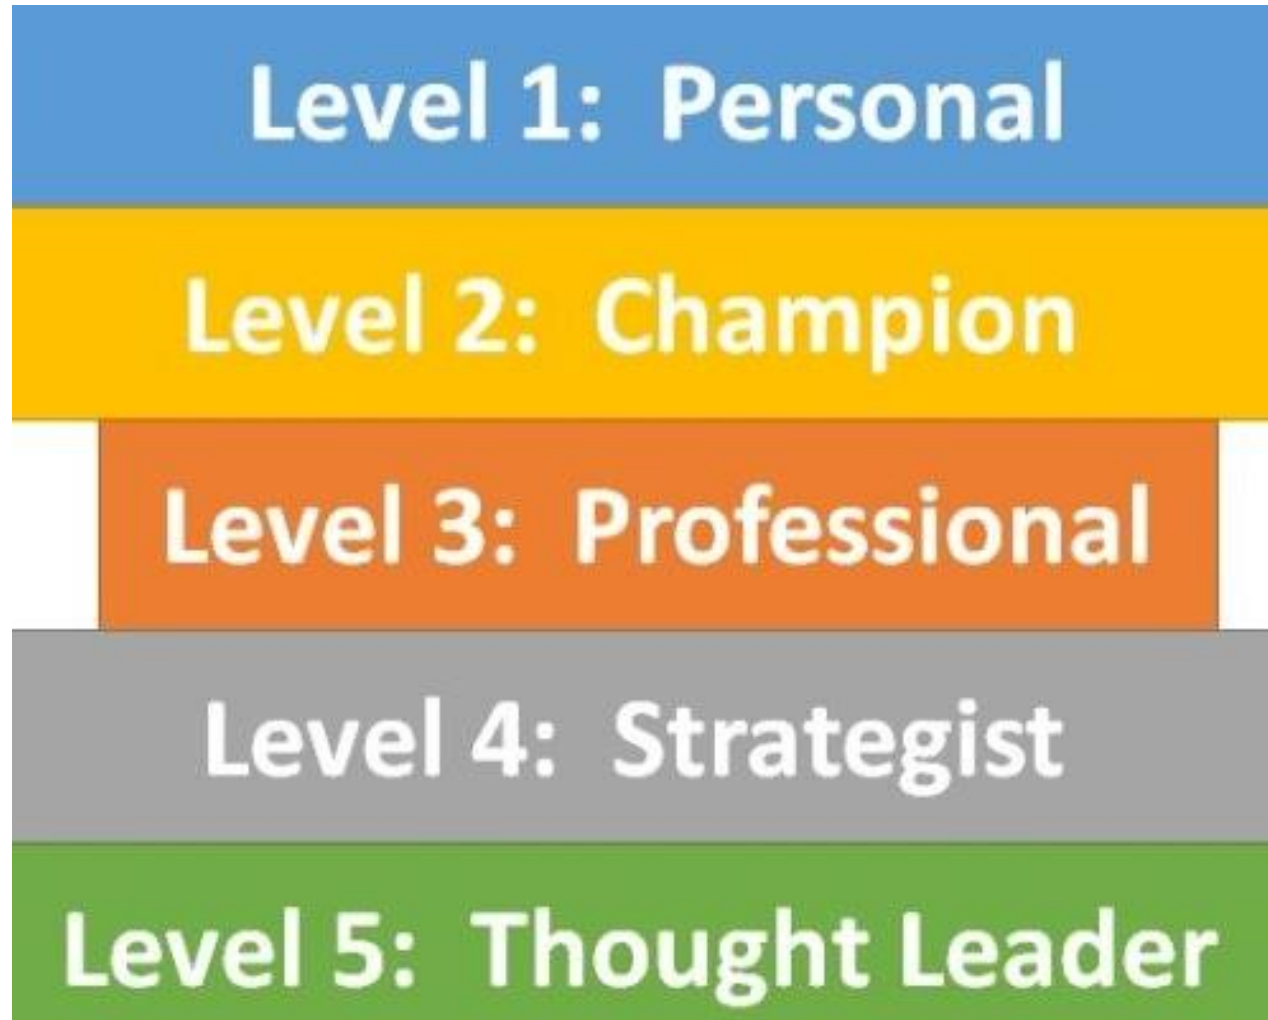 Level 1: Personal
Level 2: Champion
Level 3: Professional
Level 4: Strategist
Level 5: Thought Leader